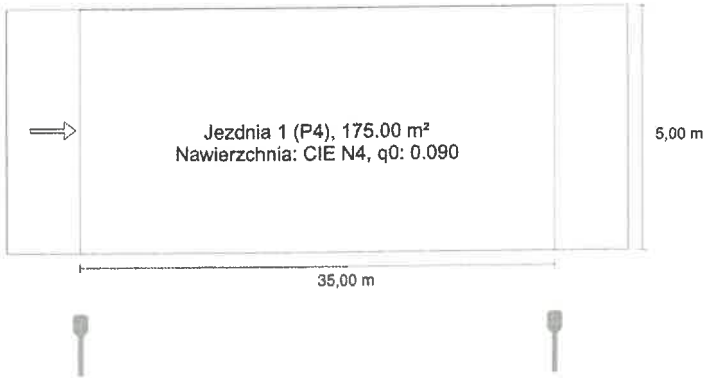 Jezdnia 1 (P4), 175.00 m²
Nawierzchnia: CIE N4, q0: 0.090
5,00 m
35,00 m